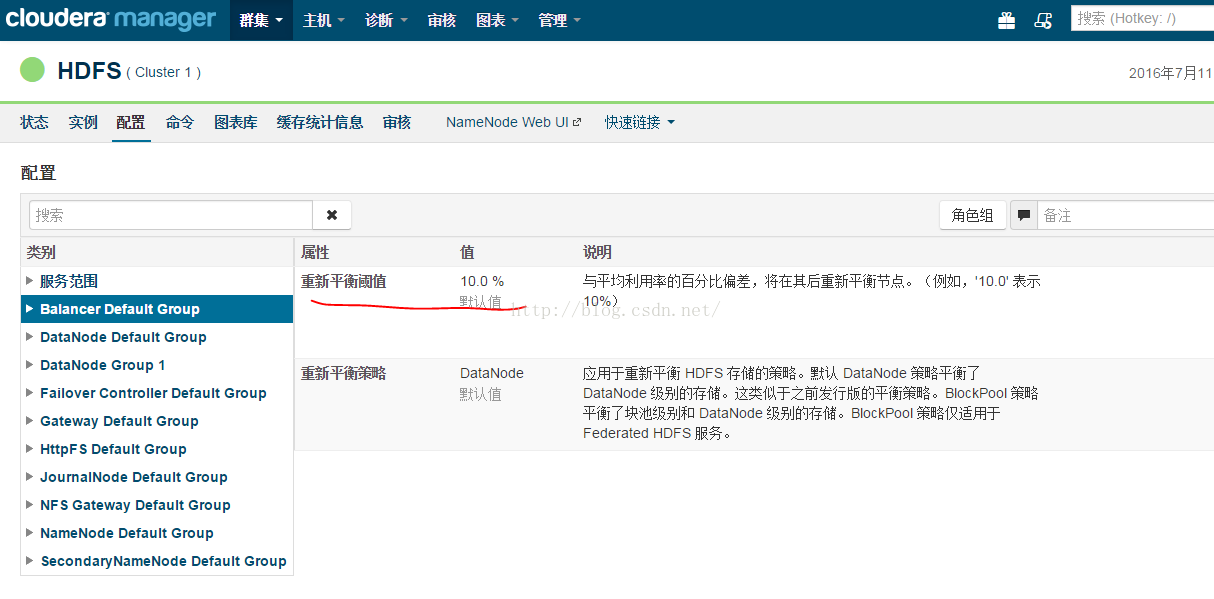 cloudera manager 群集 主机 诊断 审核 图表 管理 搜索 (Hotkey: /)
HDFS ( Cluster 1 ) 2016年7月11
状态 实例 配置 命令 图表库 缓存统计信息 审核 NameNode Web UI 快速链接
配置
搜索 角色组 备注
类别 属性 值 说明
服务范围
Balancer Default Group
DataNode Default Group
DataNode Group 1
Failover Controller Default Group
Gateway Default Group
HttpFS Default Group
JournalNode Default Group
NFS Gateway Default Group
NameNode Default Group
SecondaryNameNode Default Group
重新平衡阈值 10.0 % 与平均利用率的百分比偏差，将在其后重新平衡节点。（例如，'10.0' 表示
默认值 10%）
http://blog.csdn.net/
重新平衡策略 DataNode 应用于重新平衡 HDFS 存储的策略。默认 DataNode 策略平衡了
默认值 DataNode 级别的存储。这类似于之前发行版的平衡策略。BlockPool 策略
平衡了块池级别和 DataNode 级别的存储。BlockPool 策略仅适用于
Federated HDFS 服务。